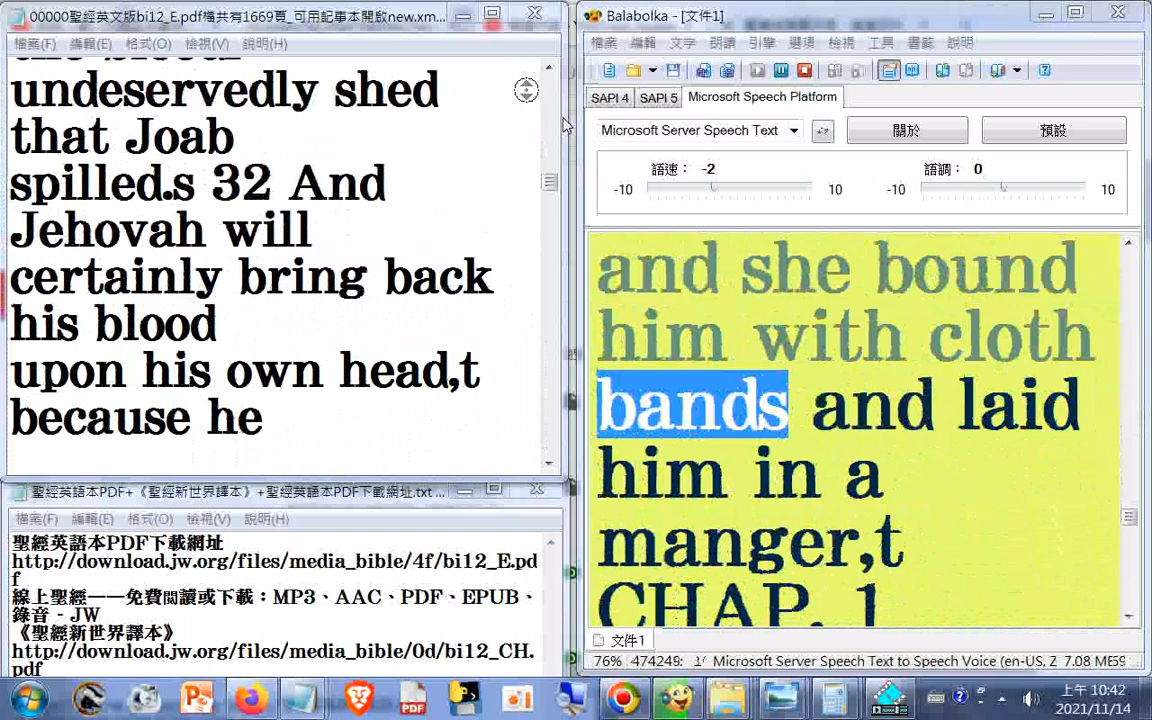 00000聖經英文版bi12_E.pdf檔共有1669頁_可用記事本開啟new.xm...
檔案(F) 編輯(E) 格式(O) 檢視(V) 說明(H)
undeservedly shed
that Joab
spilled.s 32 And
Jehovah will
certainly bring back
his blood
upon his own head,t
because he
聖經英語本PDF+《聖經新世界譯本》+聖經英語本PDF下載網址.txt ...
檔案(F) 編輯(E) 格式(O) 檢視(V) 說明(H)
聖經英語本PDF下載網址
http://download.jw.org/files/media_bible/4f/bi12_E.pd
f
線上聖經——免費閱讀或下載：MP3、AAC、PDF、EPUB、
錄音 - JW
《聖經新世界譯本》
http://download.jw.org/files/media_bible/0d/bi12_CH.
pdf
Balabolka - [文件1]
檔案 編輯 文字 朗讀 引擎 選項 檢視 工具 書籤 說明
SAPI 4 SAPI 5 Microsoft Speech Platform
Microsoft Server Speech Text 關於 預設
語速： -2 語調： 0
-10 10 -10 10
and she bound
him with cloth
bands and laid
him in a
manger,t
CHAP. 1
文件1
76% 474249: Microsoft Server Speech Text to Speech Voice (en-US, Z 7.08 ME
上午 10:42
2021/11/14